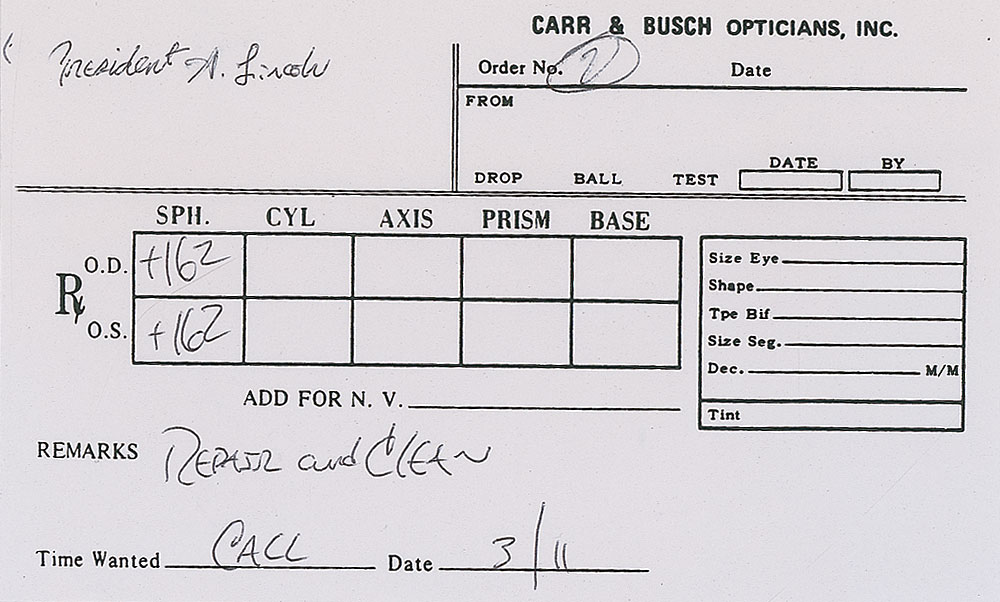 CARR & BUSCH OPTICIANS, INC.
President A. Lincoln
Order No. 2 Date
FROM
DROP BALL TEST DATE BY
SPH. CYL AXIS PRISM BASE
Rx
O.D. +162
O.S. +162
Size Eye
Shape
Tpe Bif
Size Seg.
Dec. M/M
Tint
ADD FOR N. V.
REMARKS REPAIR and CLEAN
Time Wanted CALL Date 3/11